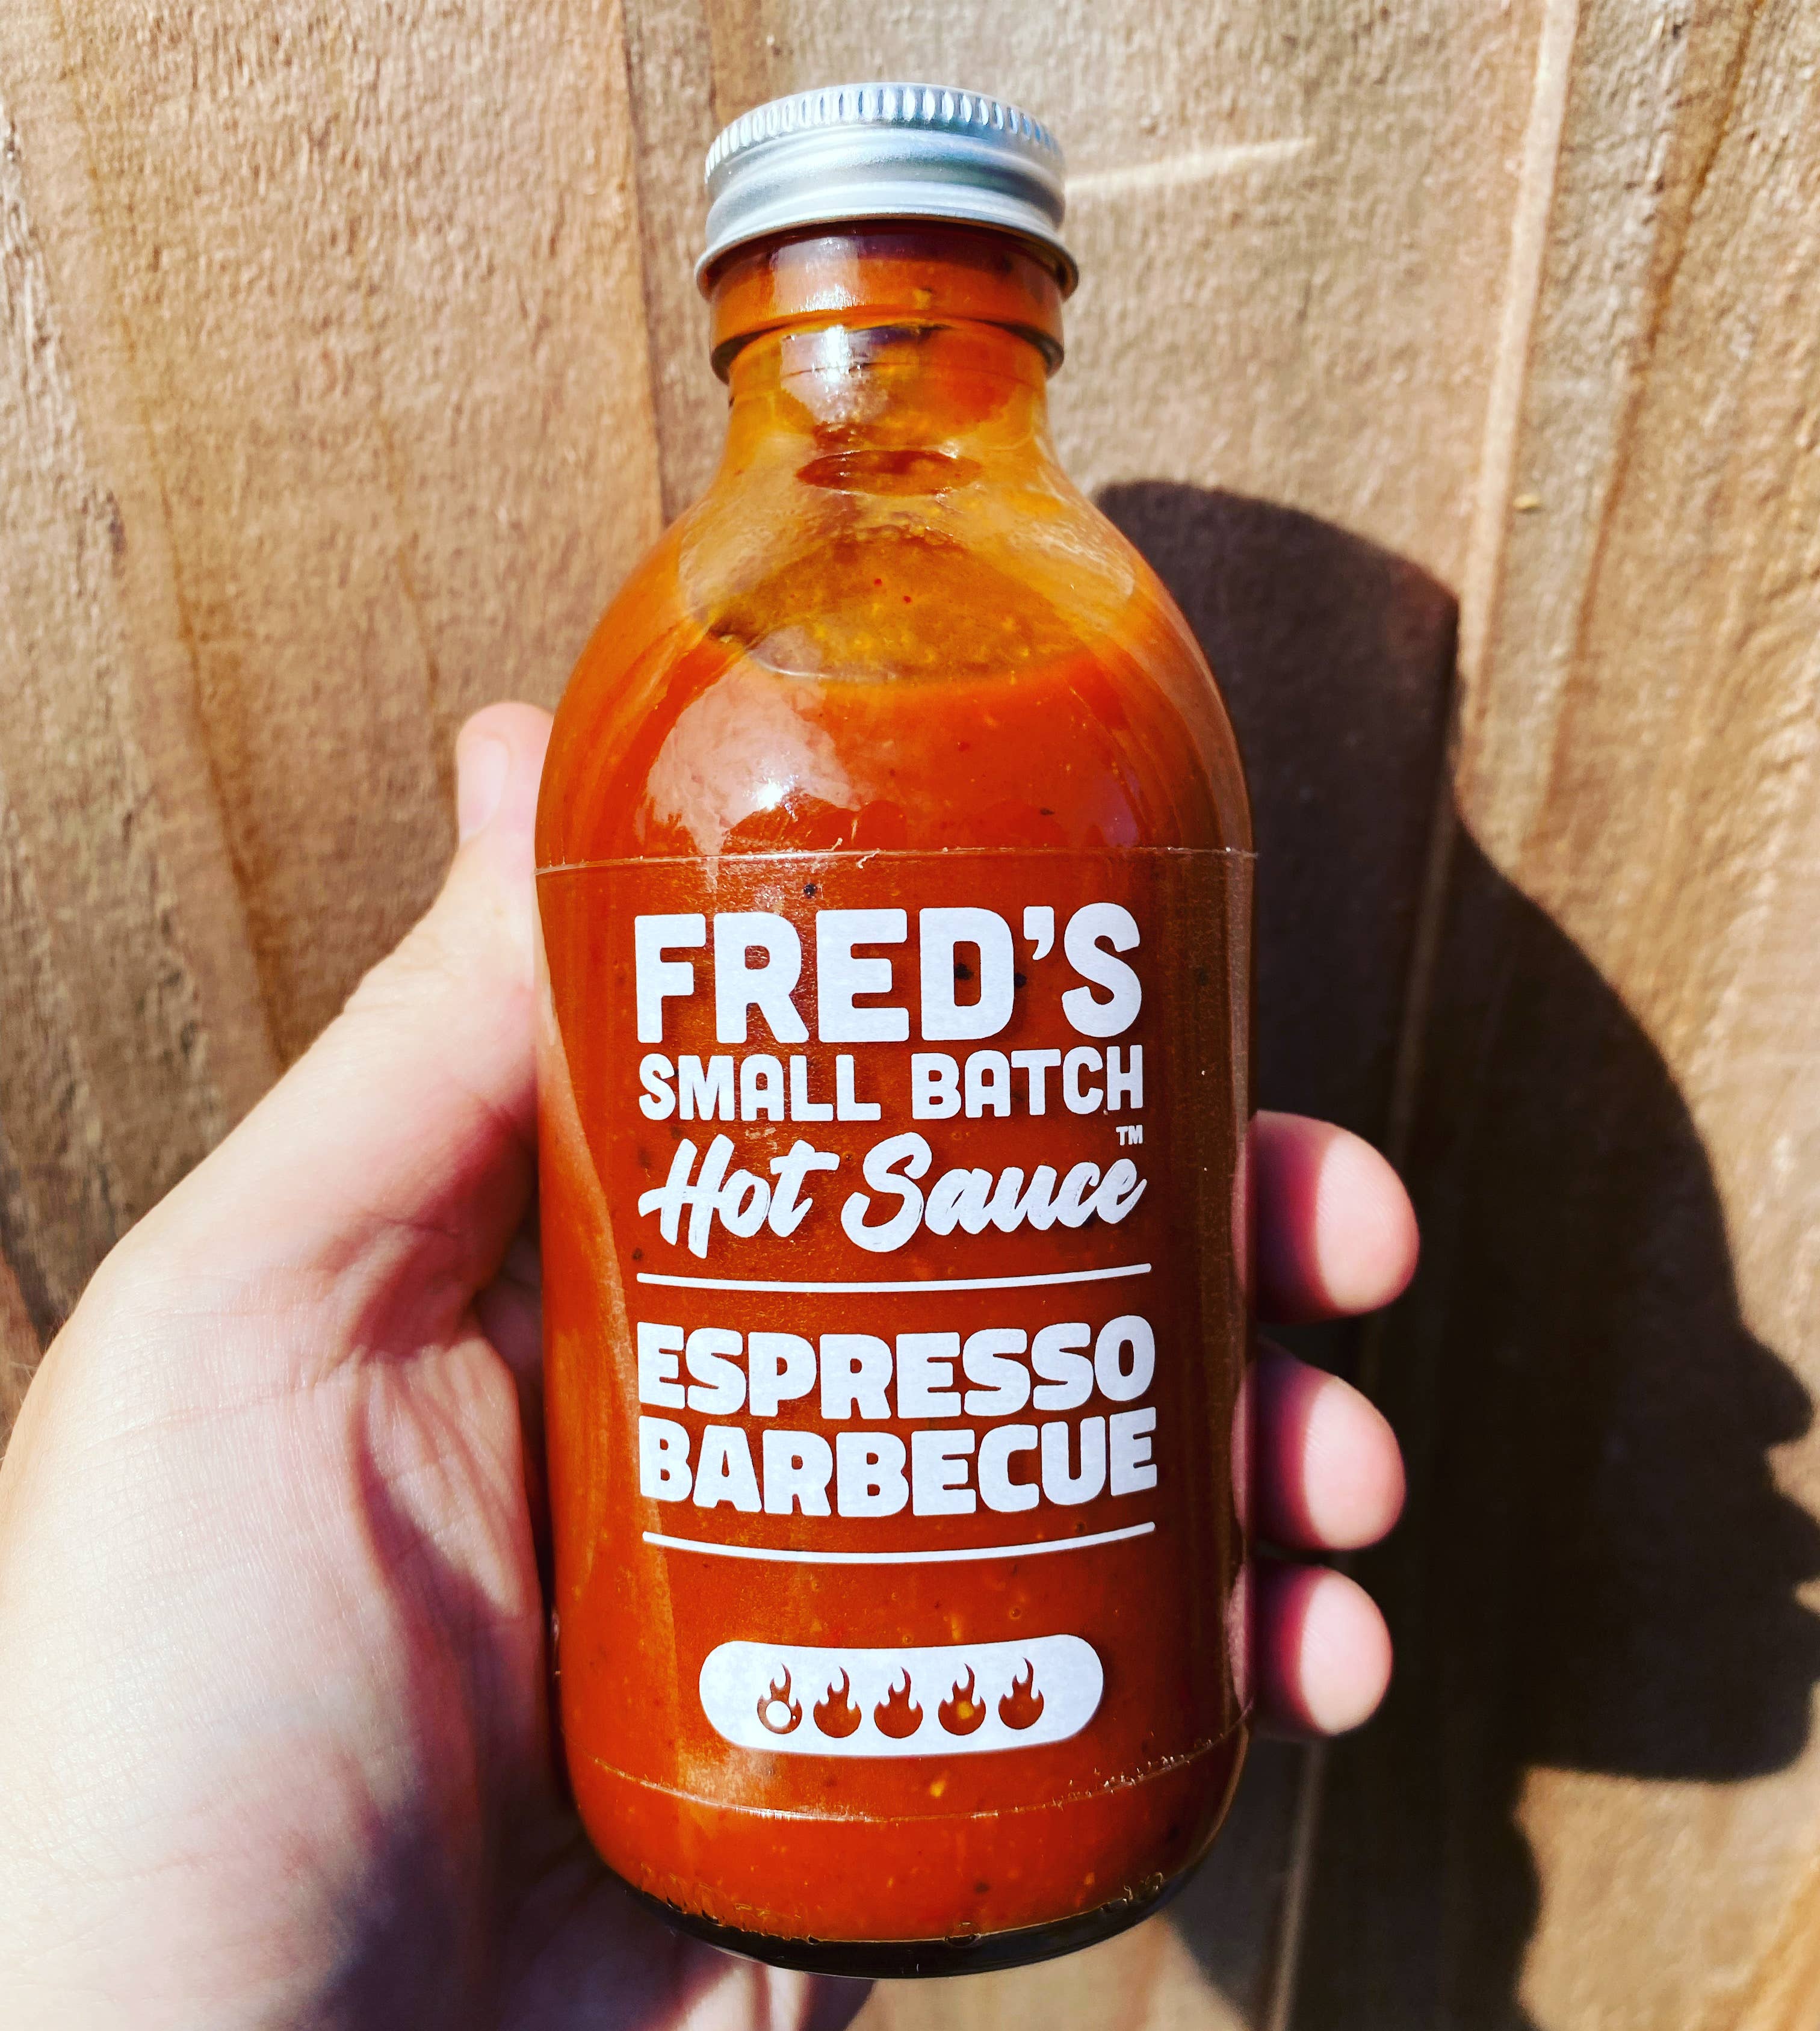 FRED'S
SMALL BATCH
Hot Sauce™
ESPRESSO
BARBECUE